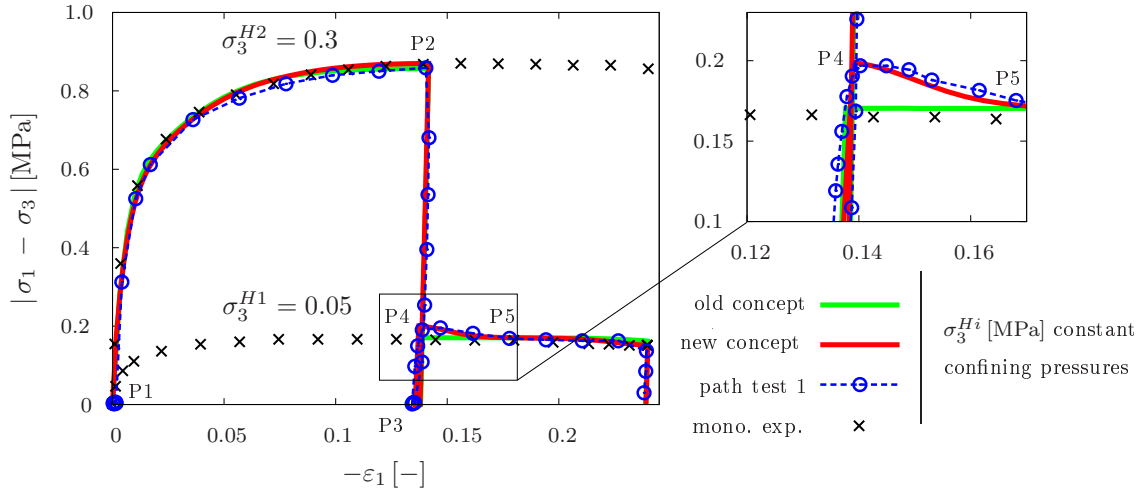 |σ₁ − σ₃| [MPa]
1
0.8
0.6
0.4
0.2
0
σ₃ᴴ² = 0.3
P2
σ₃ᴴ¹ = 0.05
P4
P5
P1
P3
0
0.05
0.1
0.15
0.2
−ε₁ [−]
0.2
0.15
0.1
P4
P5
0.12
0.14
0.16
old concept
new concept
path test 1
mono. exp.
σ₃ᴴⁱ [MPa] constant
confining pressures